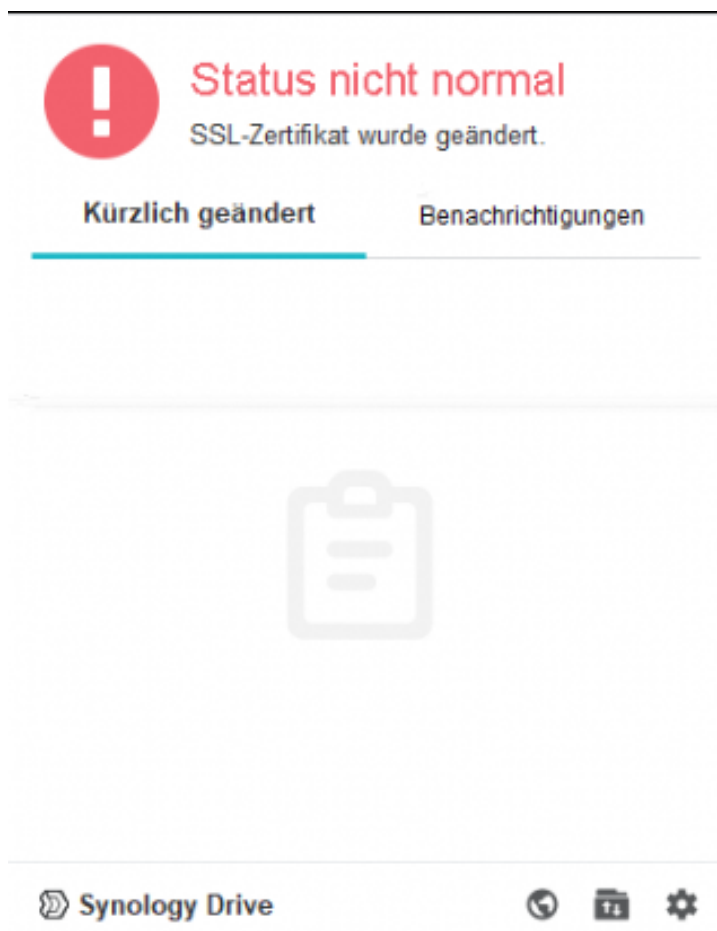 Status nicht normal
SSL-Zertifikat wurde geändert.
Kürzlich geändert
Benachrichtigungen
Synology Drive